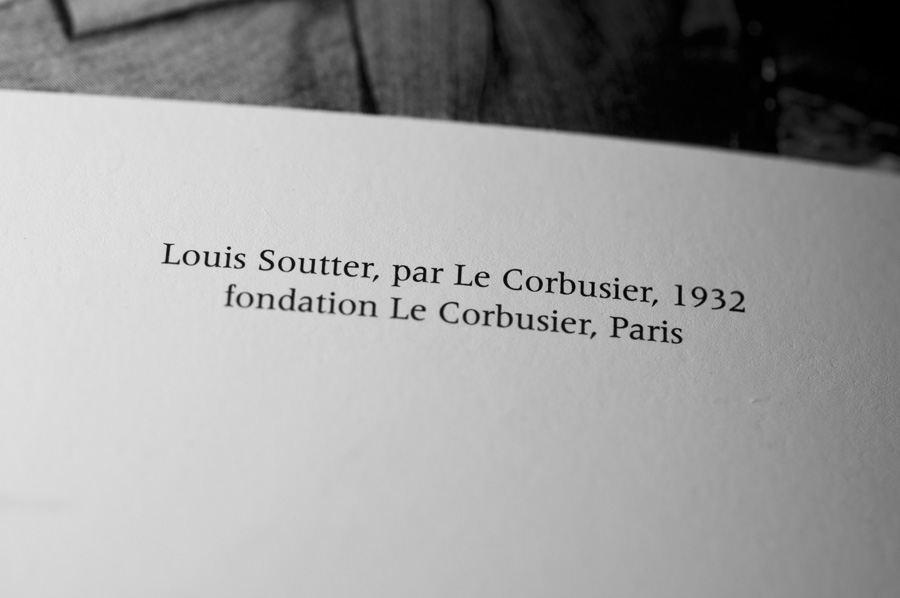 Louis Soutter, par Le Corbusier, 1932
fondation Le Corbusier, Paris